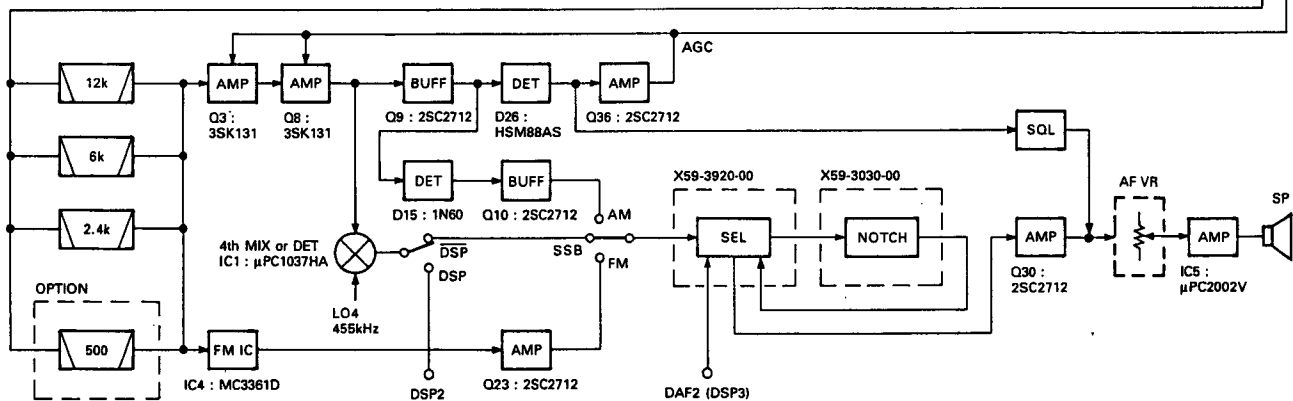 AGC
12k
AMP
AMP
BUFF
DET
AMP
Q3 :
3SK131
Q8 :
3SK131
Q9 : 2SC2712
D26 :
HSM88AS
Q36 : 2SC2712
6k
SQL
DET
BUFF
X59-3920-00
X59-3030-00
AF VR
SP
D15 : 1N60
Q10 : 2SC2712
AM
2.4k
4th MIX or DET
IC1 : μPC1037HA
DSP
SSB
SEL
NOTCH
AMP
AMP
DSP
FM
Q30 :
2SC2712
IC5 :
μPC2002V
OPTION
LO4
455kHz
500
FM IC
AMP
IC4 : MC3361D
DSP2
Q23 : 2SC2712
DAF2 (DSP3)